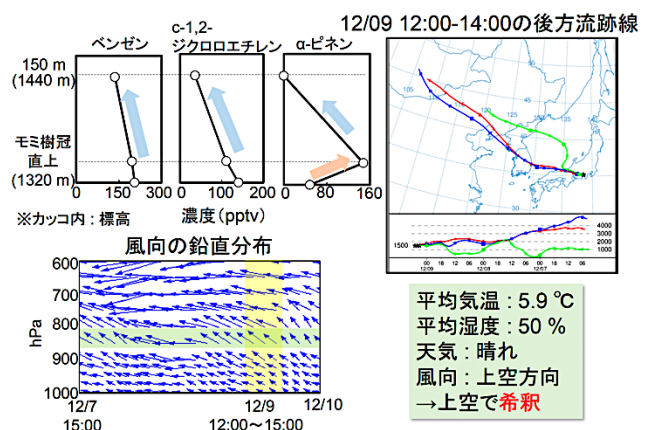 12/09 12:00-14:00の後方流跡線
ベンゼン
c-1,2-
ジクロロエチレン
α-ピネン
150 m
(1440 m)
モミ樹冠
直上
(1320 m)
0 150 300
0 100 200
0 80 160
※カッコ内：標高
濃度（pptv）
風向の鉛直分布
hPa
600
700
800
900
1000
12/7
15:00
12/9
12:00～15:00
12/10
1500
4000
3000
2000
1000
平均気温：5.9 ℃
平均湿度：50 %
天気：晴れ
風向：上空方向
→上空で希釈